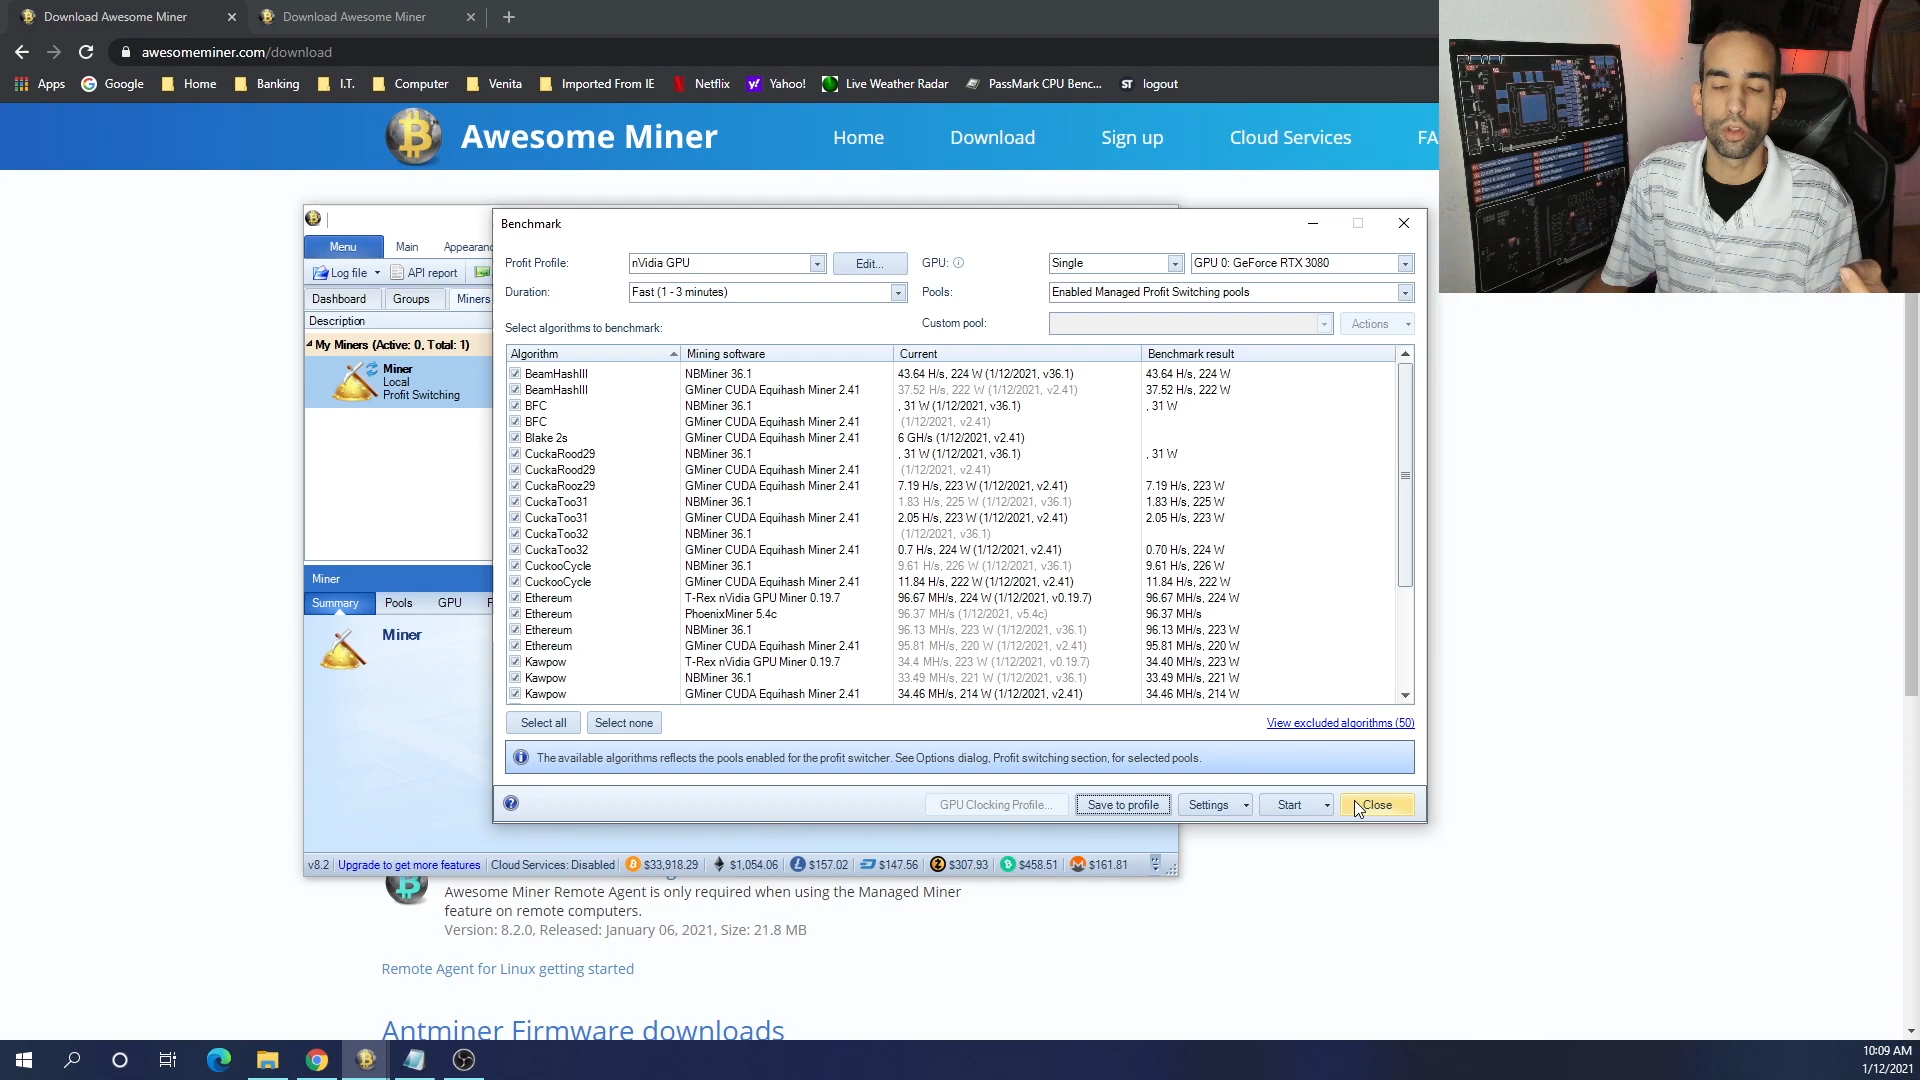 Download Awesome Miner
Download Awesome Miner
awesomeminer.com/download
Apps Google Home Banking I.T. Computer Venita Imported From IE Netflix Yahoo! Live Weather Radar PassMark CPU Benc... ST logout
Awesome Miner Home Download Sign up Cloud Services FA
Benchmark
Menu Main Appearanc
Log file API report
Dashboard Groups Miners
Description
My Miners (Active: 0, Total: 1)
Miner
Local
Profit Switching
Miner
Summary Pools GPU
Miner
Profit Profile: nVidia GPU Edit... GPU: Single GPU 0: GeForce RTX 3080
Duration: Fast (1 - 3 minutes) Pools: Enabled Managed Profit Switching pools
Select algorithms to benchmark: Custom pool: Actions
Algorithm Mining software Current Benchmark result
BeamHashIII NBMiner 36.1 43.64 H/s, 224 W (1/12/2021, v36.1) 43.64 H/s, 224 W
BeamHashIII GMiner CUDA Equihash Miner 2.41 37.52 H/s, 222 W (1/12/2021, v2.41) 37.52 H/s, 222 W
BFC NBMiner 36.1 , 31 W (1/12/2021, v36.1) , 31 W
BFC GMiner CUDA Equihash Miner 2.41 (1/12/2021, v2.41)
Blake 2s GMiner CUDA Equihash Miner 2.41 6 GH/s (1/12/2021, v2.41)
CuckaRood29 NBMiner 36.1 , 31 W (1/12/2021, v36.1) , 31 W
CuckaRood29 GMiner CUDA Equihash Miner 2.41 (1/12/2021, v2.41)
CuckaRooz29 GMiner CUDA Equihash Miner 2.41 7.19 H/s, 223 W (1/12/2021, v2.41) 7.19 H/s, 223 W
CuckaToo31 NBMiner 36.1 1.83 H/s, 225 W (1/12/2021, v36.1) 1.83 H/s, 225 W
CuckaToo31 GMiner CUDA Equihash Miner 2.41 2.05 H/s, 223 W (1/12/2021, v2.41) 2.05 H/s, 223 W
CuckaToo32 NBMiner 36.1 (1/12/2021, v36.1)
CuckaToo32 GMiner CUDA Equihash Miner 2.41 0.7 H/s, 224 W (1/12/2021, v2.41) 0.70 H/s, 224 W
CuckooCycle NBMiner 36.1 9.61 H/s, 226 W (1/12/2021, v36.1) 9.61 H/s, 226 W
CuckooCycle GMiner CUDA Equihash Miner 2.41 11.84 H/s, 222 W (1/12/2021, v2.41) 11.84 H/s, 222 W
Ethereum T-Rex nVidia GPU Miner 0.19.7 96.67 MH/s, 224 W (1/12/2021, v0.19.7) 96.67 MH/s, 224 W
Ethereum PhoenixMiner 5.4c 96.37 MH/s (1/12/2021, v5.4c) 96.37 MH/s
Ethereum NBMiner 36.1 96.13 MH/s, 223 W (1/12/2021, v36.1) 96.13 MH/s, 223 W
Ethereum GMiner CUDA Equihash Miner 2.41 95.81 MH/s, 220 W (1/12/2021, v2.41) 95.81 MH/s, 220 W
Kawpow T-Rex nVidia GPU Miner 0.19.7 34.4 MH/s, 223 W (1/12/2021, v0.19.7) 34.40 MH/s, 223 W
Kawpow NBMiner 36.1 33.49 MH/s, 221 W (1/12/2021, v36.1) 33.49 MH/s, 221 W
Kawpow GMiner CUDA Equihash Miner 2.41 34.46 MH/s, 214 W (1/12/2021, v2.41) 34.46 MH/s, 214 W
Select all Select none View excluded algorithms (50)
The available algorithms reflects the pools enabled for the profit switcher. See Options dialog, Profit switching section, for selected pools.
GPU Clocking Profile... Save to profile Settings Start Close
v8.2 Upgrade to get more features Cloud Services: Disabled $33,918.29 $1,054.06 $157.02 $147.56 $307.93 $458.51 $161.81
Awesome Miner Remote Agent is only required when using the Managed Miner
feature on remote computers.
Version: 8.2.0, Released: January 06, 2021, Size: 21.8 MB
Remote Agent for Linux getting started
Antminer Firmware downloads
10:09 AM
1/12/2021